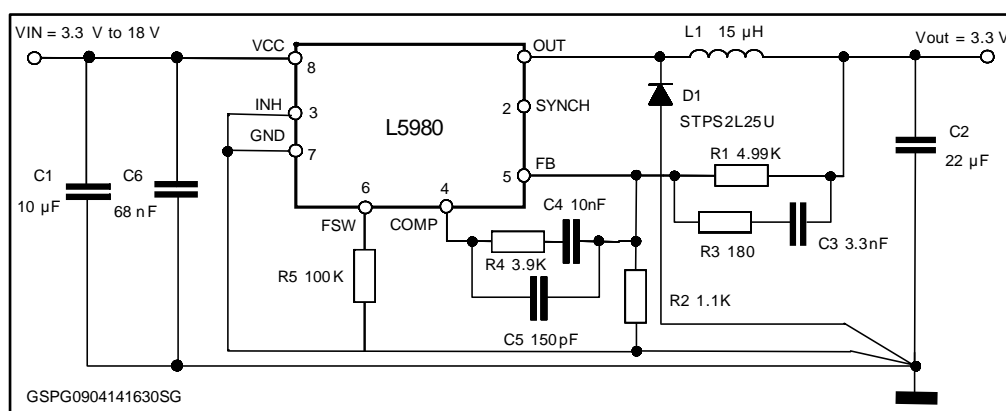 VIN = 3.3 V to 18 V
VCC
8
INH
3
GND
7
L5980
OUT
2
SYNCH
5
FB
6
FSW
4
COMP
L1 15 µH
Vout = 3.3 V
D1
STPS2L25U
C1
10 µF
C6
68 nF
C2
22 µF
R1 4.99K
R3 180
C3 3.3nF
C4 10nF
R4 3.9K
R5 100K
C5 150pF
R2 1.1K
GSPG0904141630SG